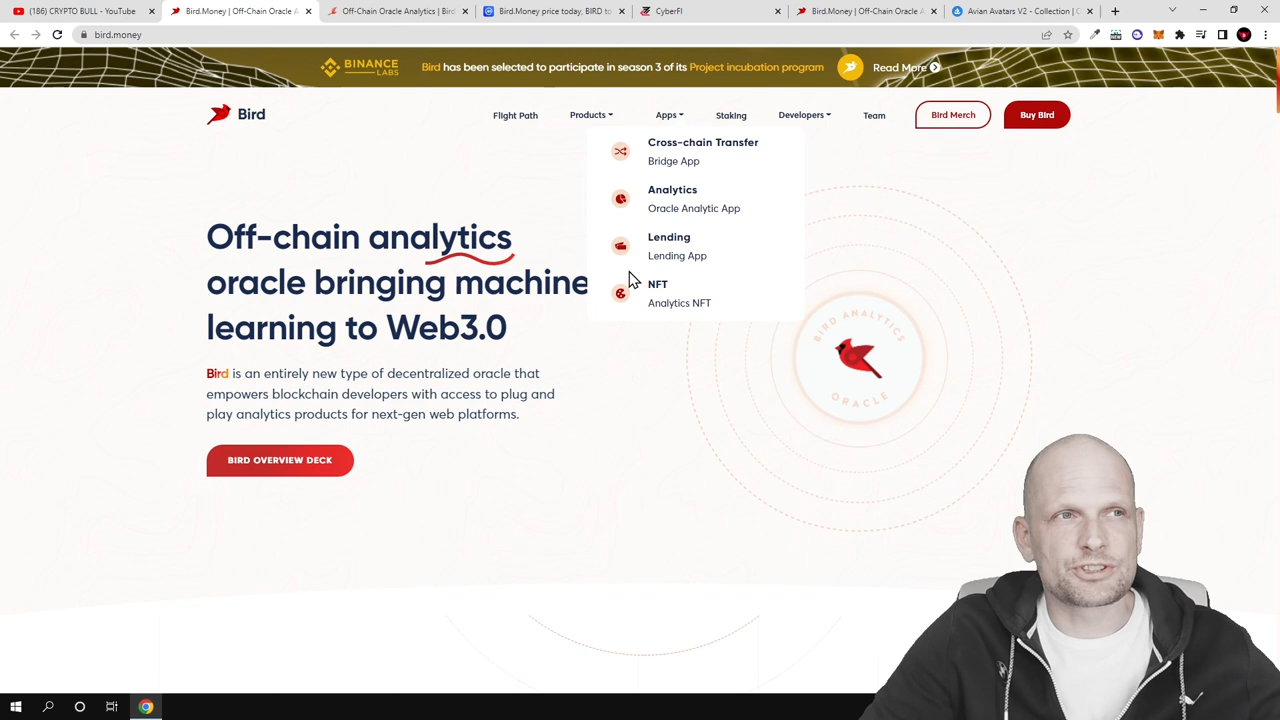 (186) CRYPTO BULL - YouTube
Bird.Money | Off-Chain Oracle A
Off-Chain Oracle Analytics | Bird
Bird.Money price today, BIRD to
CyberFI
Bird.Money | Off-Chain Oracle A
Avian Avatars V2 - Collection | C
bird.money
BINANCE
LABS
Bird has been selected to participate in season 3 of its Project incubation program
Read More
Bird
Flight Path
Products
Apps
Staking
Developers
Team
Bird Merch
Buy Bird
Cross-chain Transfer
Bridge App
Analytics
Oracle Analytic App
Lending
Lending App
NFT
Analytics NFT
Off-chain analytics
oracle bringing machine
learning to Web3.0
Bird is an entirely new type of decentralized oracle that
empowers blockchain developers with access to plug and
play analytics products for next-gen web platforms.
BIRD OVERVIEW DECK
BIRD ANALYTICS
ORACLE